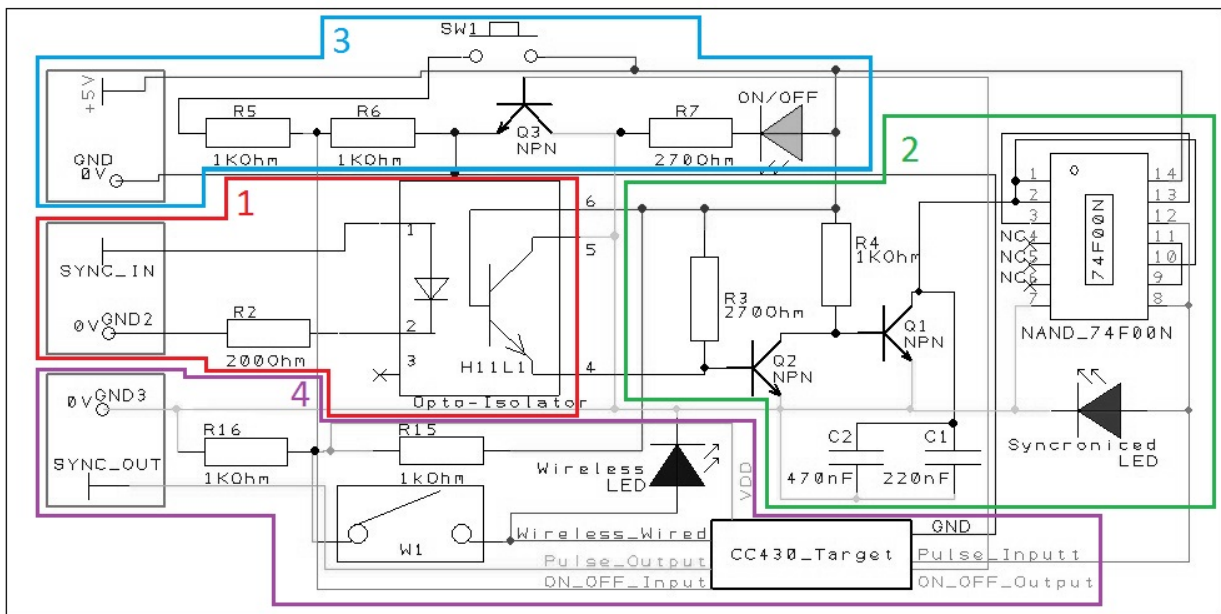 SW1
3
+5V
GND
0V
R5
1KOhm
R6
1KOhm
Q3
NPN
R7
270Ohm
ON/OFF
2
1
SYNC_IN
0V GND2
R2
200Ohm
1
2
3
6
5
4
H11L1
Opto-Isolator
R3
270Ohm
R4
1KOhm
Q2
NPN
Q1
NPN
1
2
3
NC4
NC5
NC6
7
14
13
12
11
10
9
8
74F00N
NAND_74F00N
4
0V GND3
SYNC_OUT
R16
1KOhm
R15
1kOhm
W1
Wireless
LED
VDD
C2
470nF
C1
220nF
Syncroniced
LED
Wireless_Wired
Pulse_Output
ON_OFF_Input
CC430_Target
GND
Pulse_Inputt
ON_OFF_Output